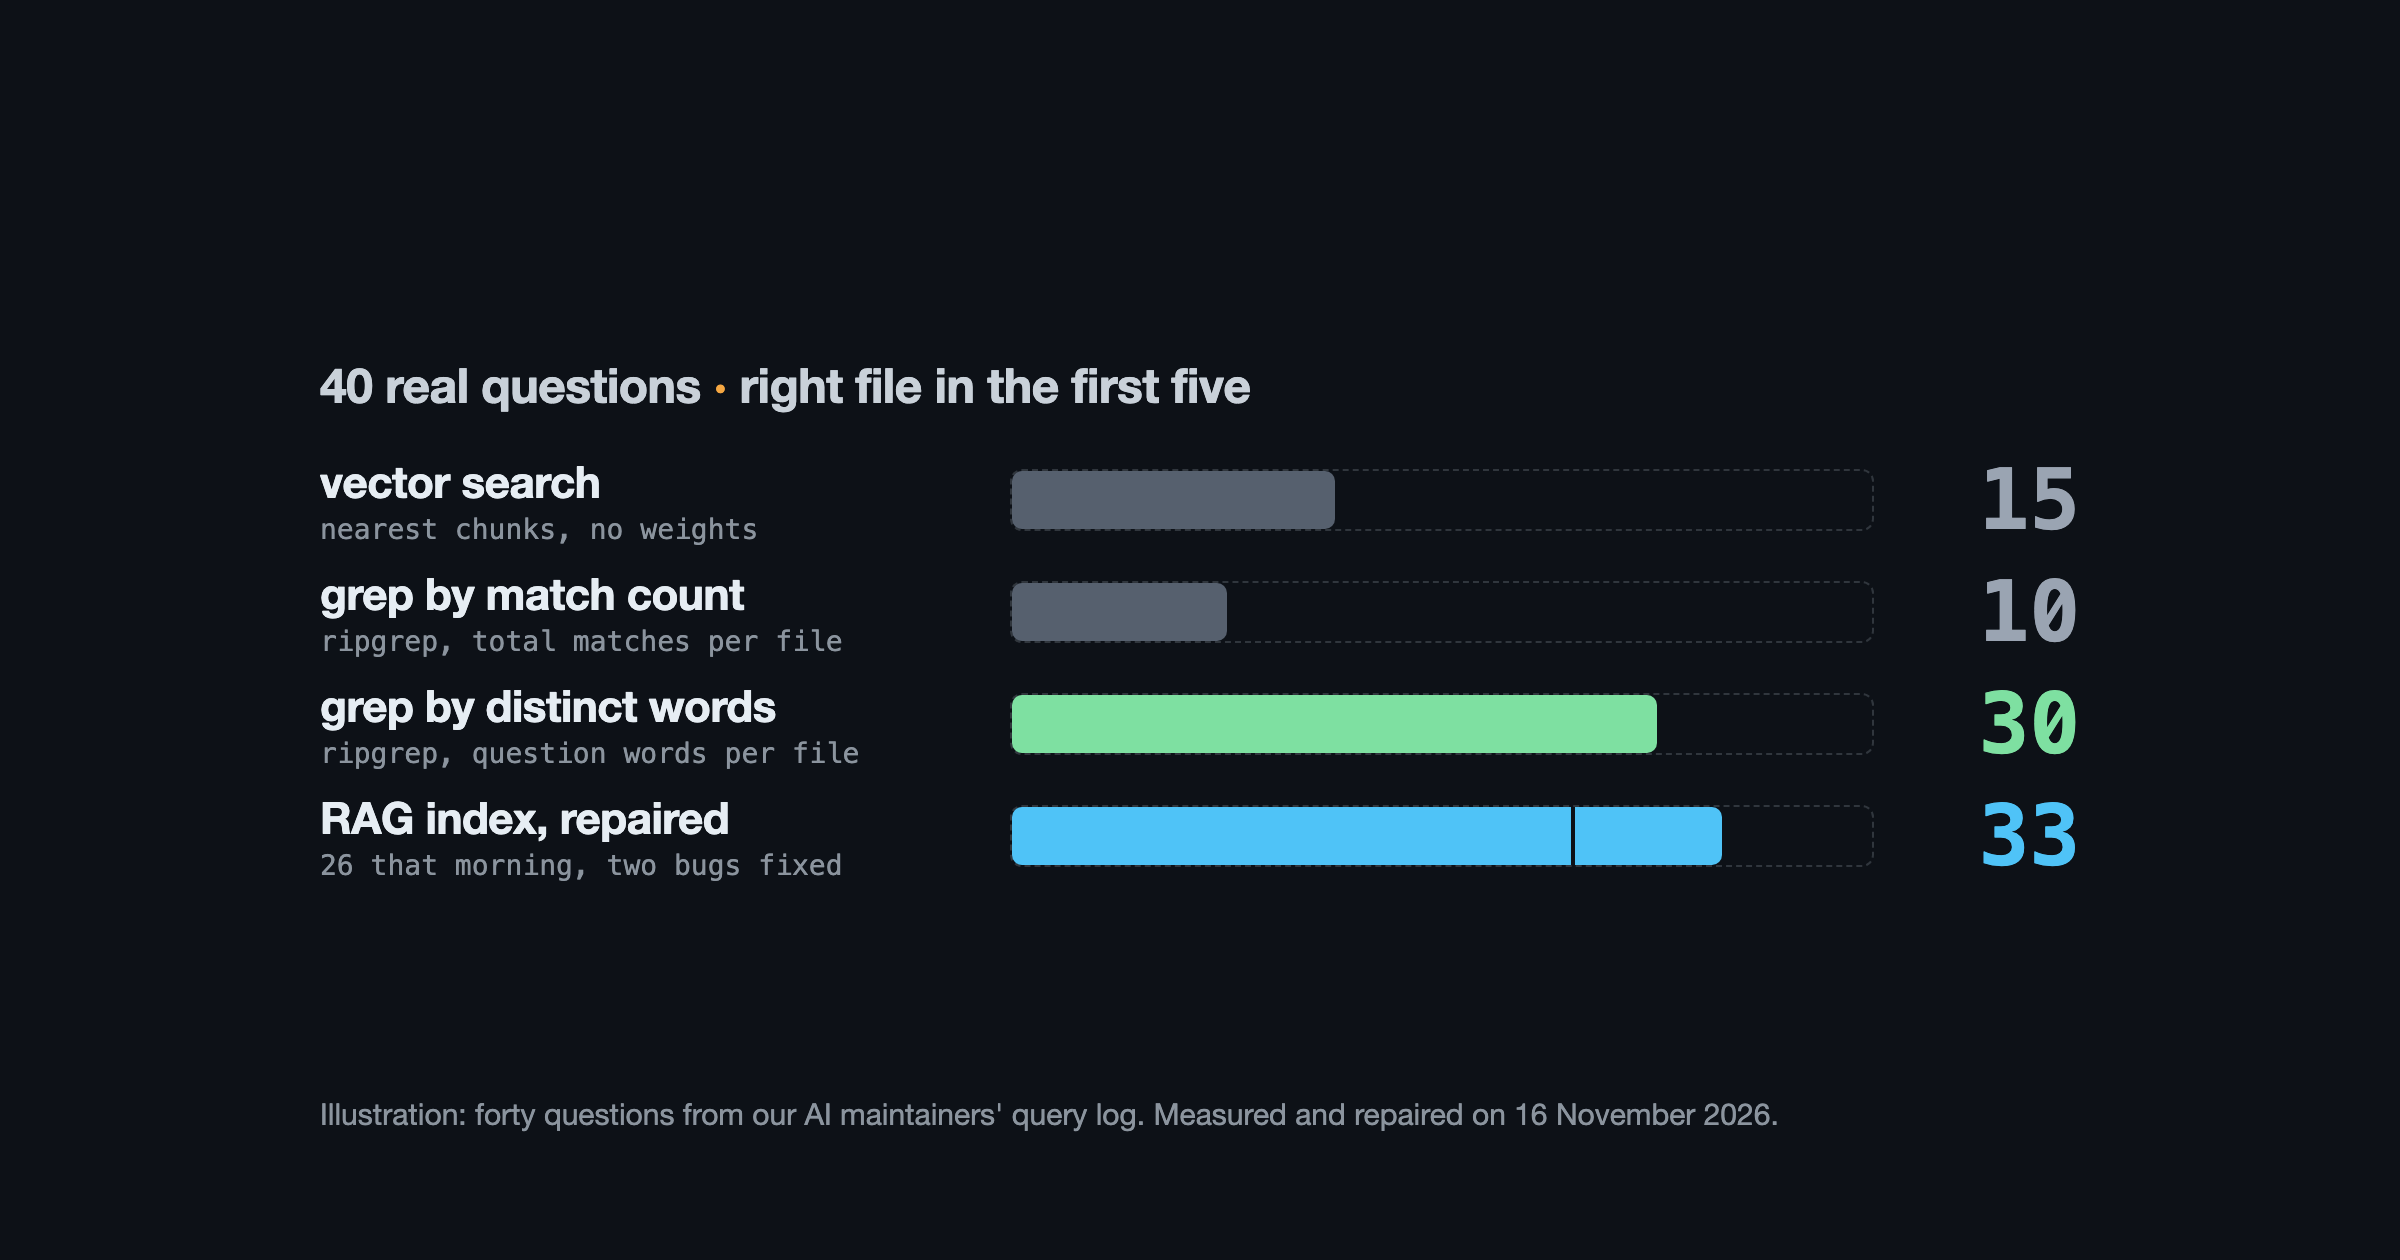 40 real questions · right file in the first five
vector search
nearest chunks, no weights
15
grep by match count
ripgrep, total matches per file
10
grep by distinct words
ripgrep, question words per file
30
RAG index, repaired
26 that morning, two bugs fixed
33
Illustration: forty questions from our AI maintainers' query log. Measured and repaired on 16 November 2026.